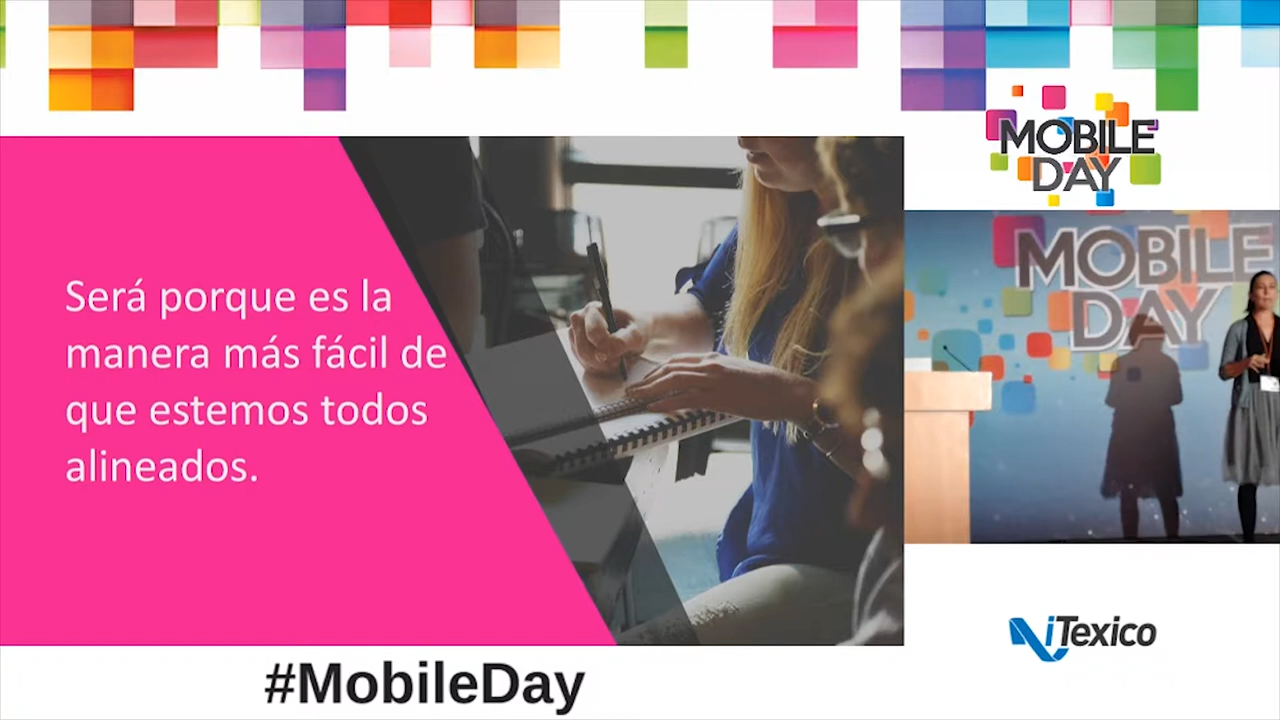 MOBILE
DAY
Será porque es la
manera más fácil de
que estemos todos
alineados.
MOBILE
DAY
iTexico
#MobileDay